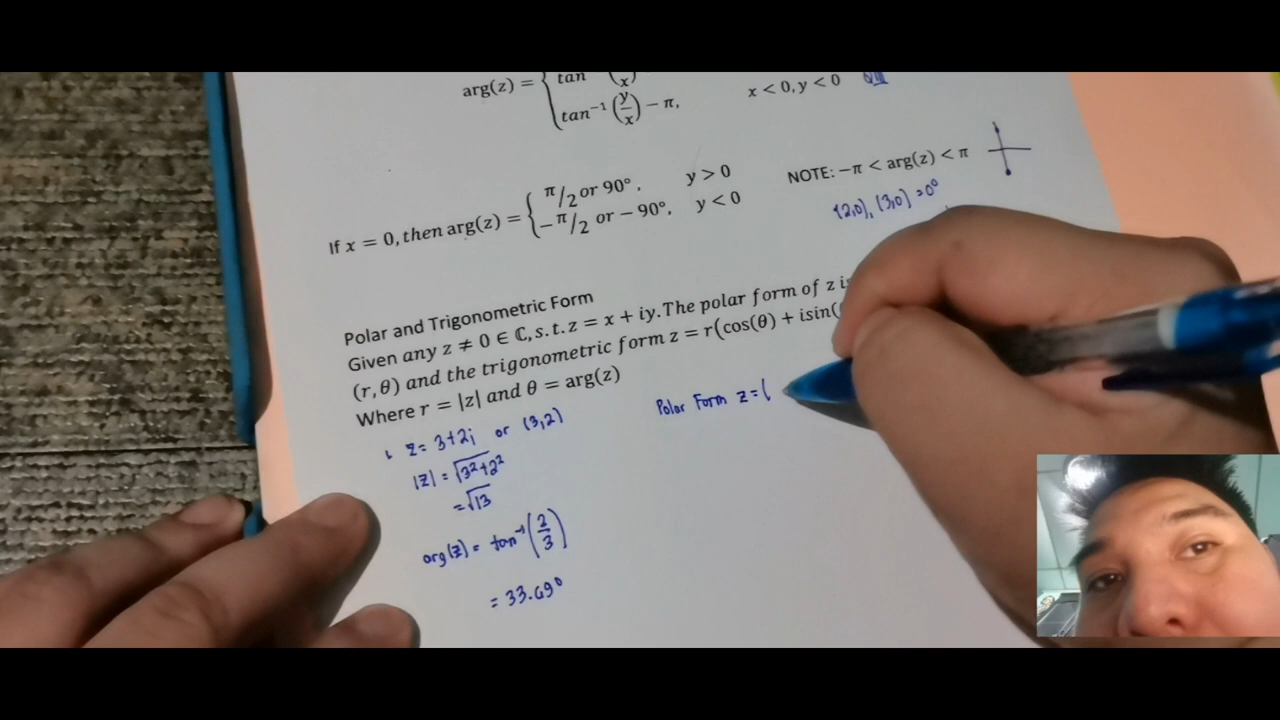 arg(z) = { tan (x)
tan⁻¹ (y/x) − π, x < 0, y < 0 QIII
If x = 0, then arg(z) = { π/2 or 90°, y > 0
−π/2 or − 90°, y < 0
NOTE: −π < arg(z) < π
(2,0), (3,0) = 0°
Polar and Trigonometric Form
Given any z ≠ 0 ∈ ℂ, s.t. z = x + iy. The polar form of z i
(r, θ) and the trigonometric form z = r(cos(θ) + isin(
Where r = |z| and θ = arg(z)
z = 3+2i or (3,2)
|z| = √3²+2²
= √13
arg(z) = tan⁻¹(2/3)
= 33.69°
Polar Form z = (